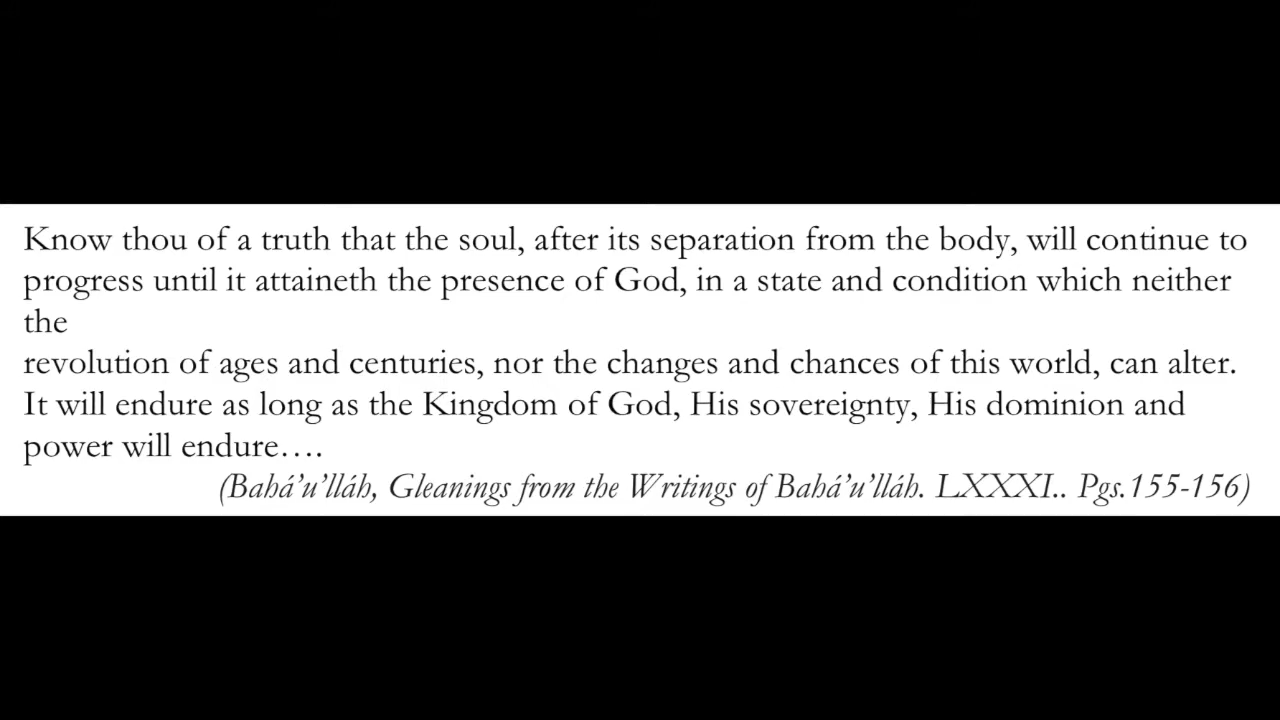 Know thou of a truth that the soul, after its separation from the body, will continue to
progress until it attaineth the presence of God, in a state and condition which neither
the
revolution of ages and centuries, nor the changes and chances of this world, can alter.
It will endure as long as the Kingdom of God, His sovereignty, His dominion and
power will endure….
(Bahá’u’lláh, Gleanings from the Writings of Bahá’u’lláh. LXXXI.. Pgs.155-156)